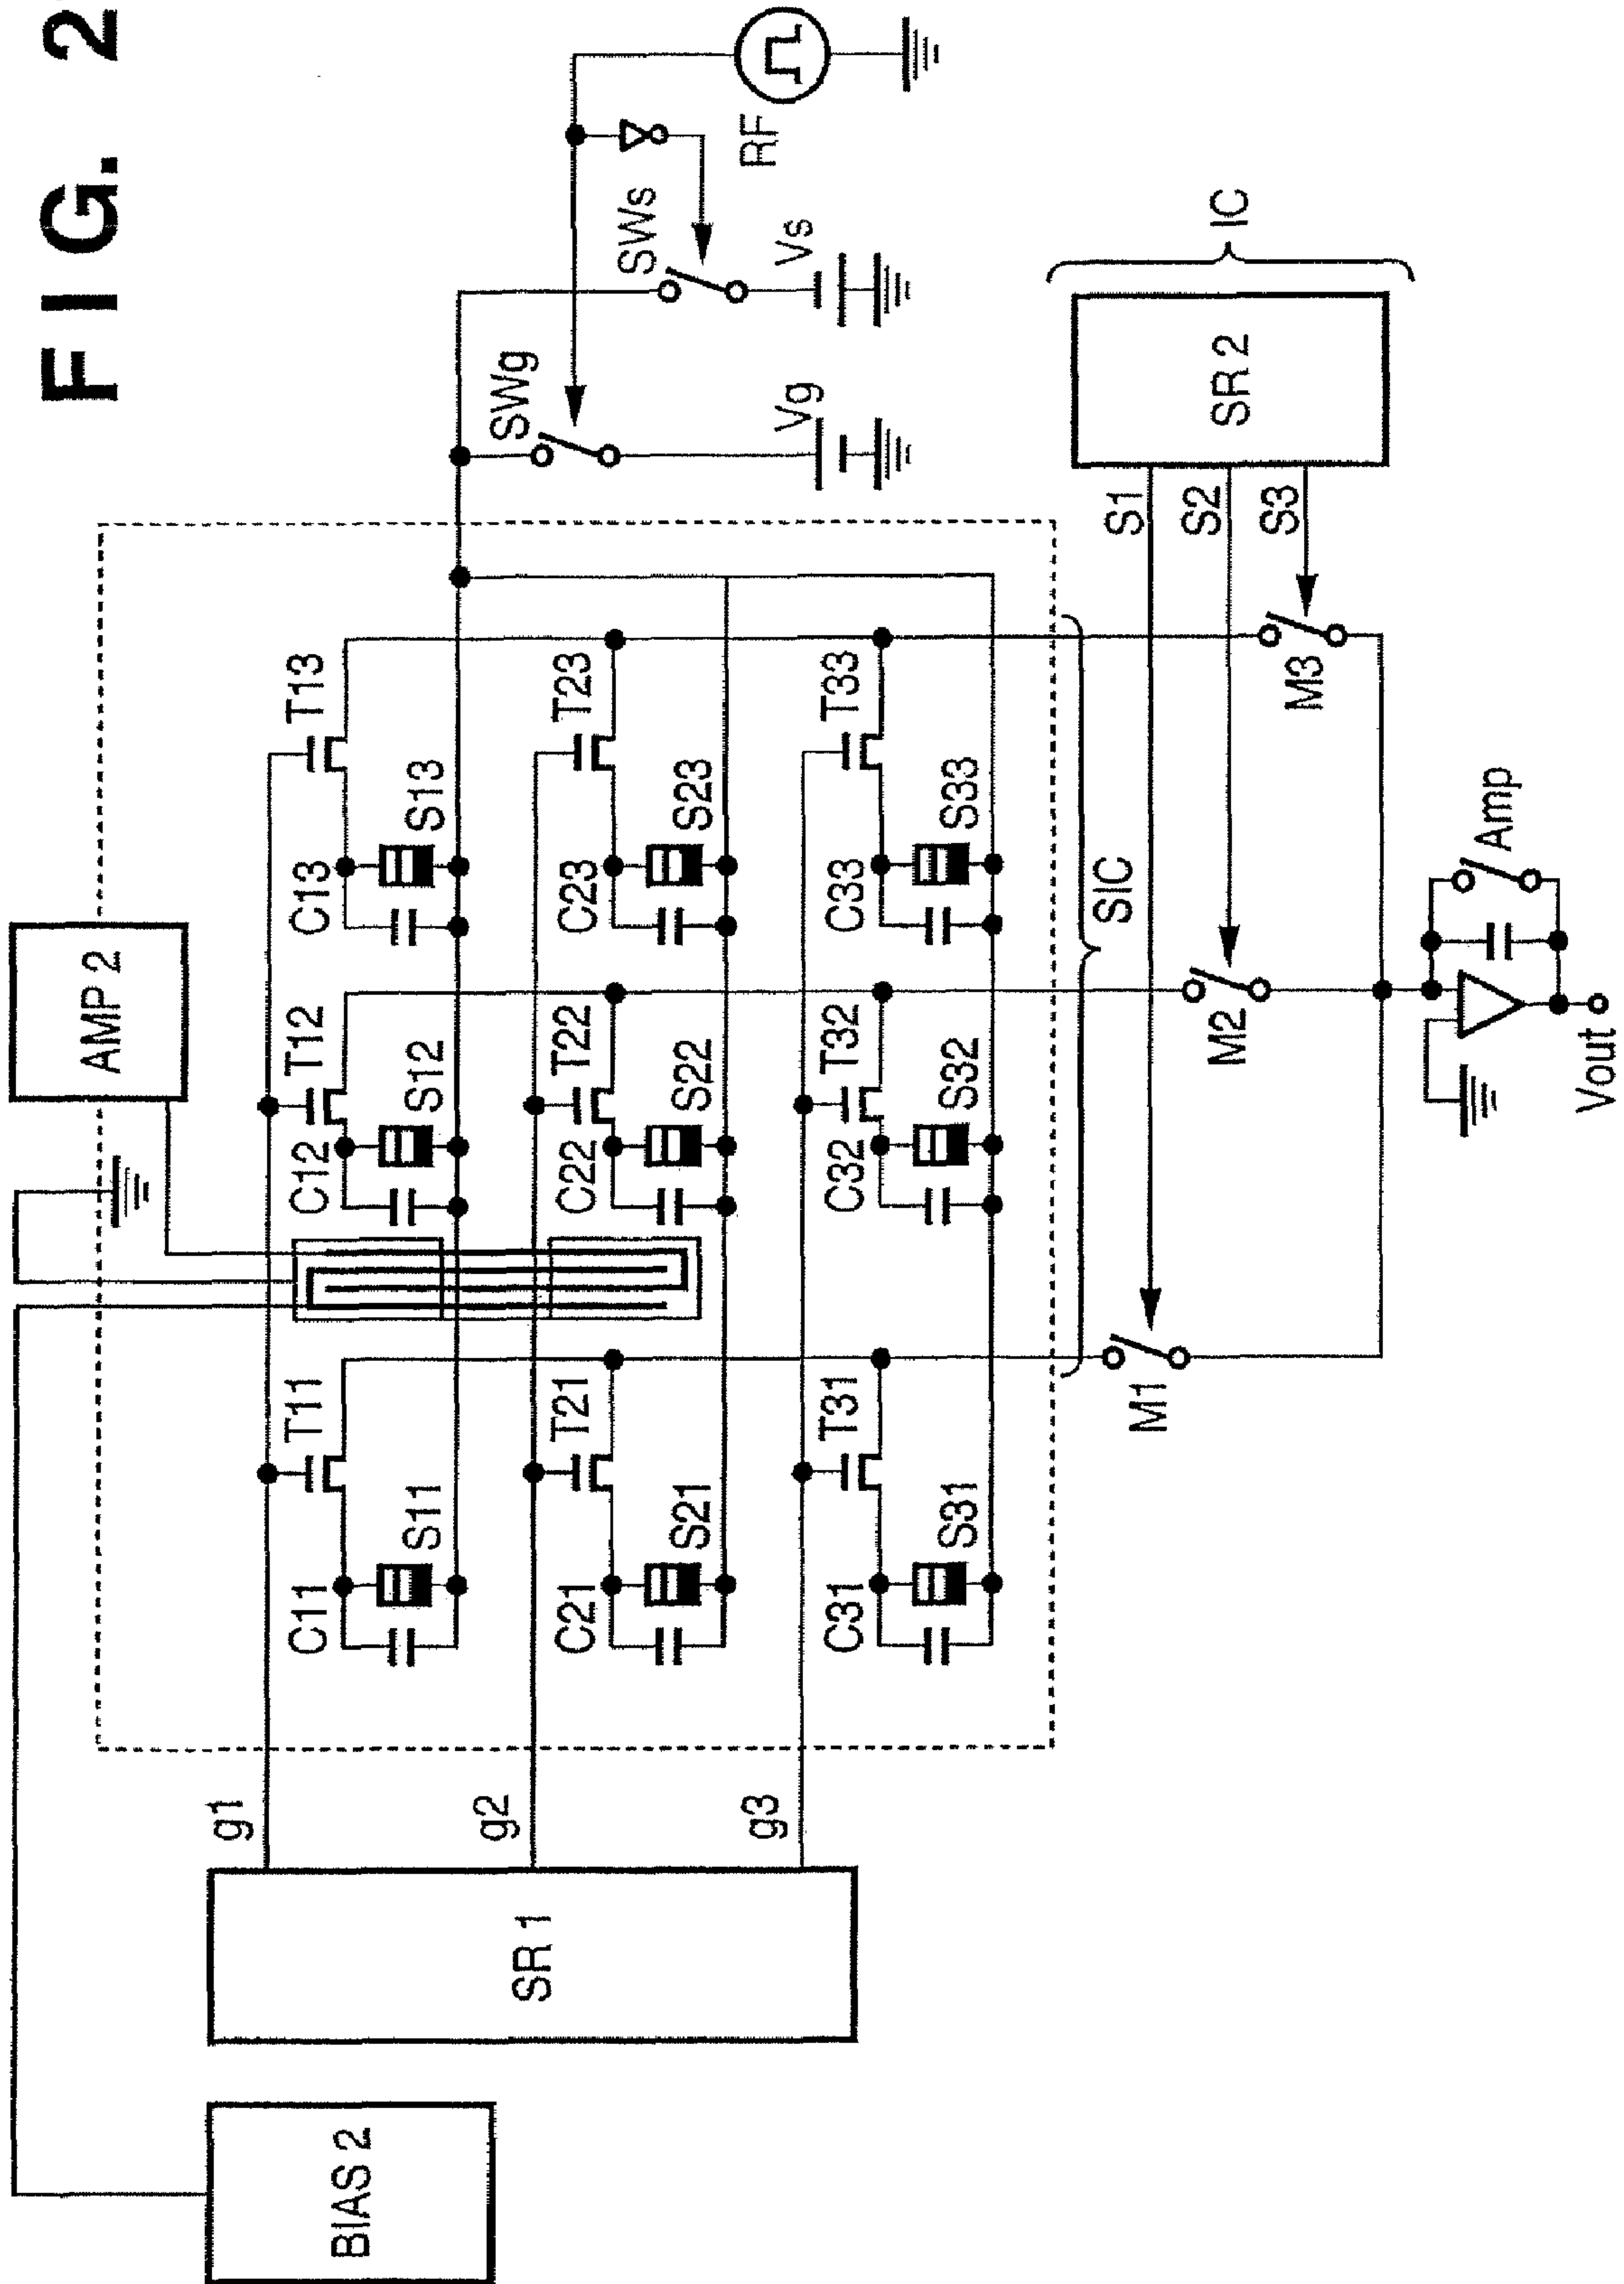 FIG. 2
BIAS 2
AMP 2
SR 1
g1
g2
g3
C11
T11
S11
C12
T12
S12
C13
T13
S13
C21
T21
S21
C22
T22
S22
C23
T23
S23
C31
T31
S31
C32
T32
S32
C33
T33
S33
SWg
SWs
Vg
Vs
RF
SIC
S1
S2
S3
SR 2
IC
M1
M2
M3
Amp
Vout